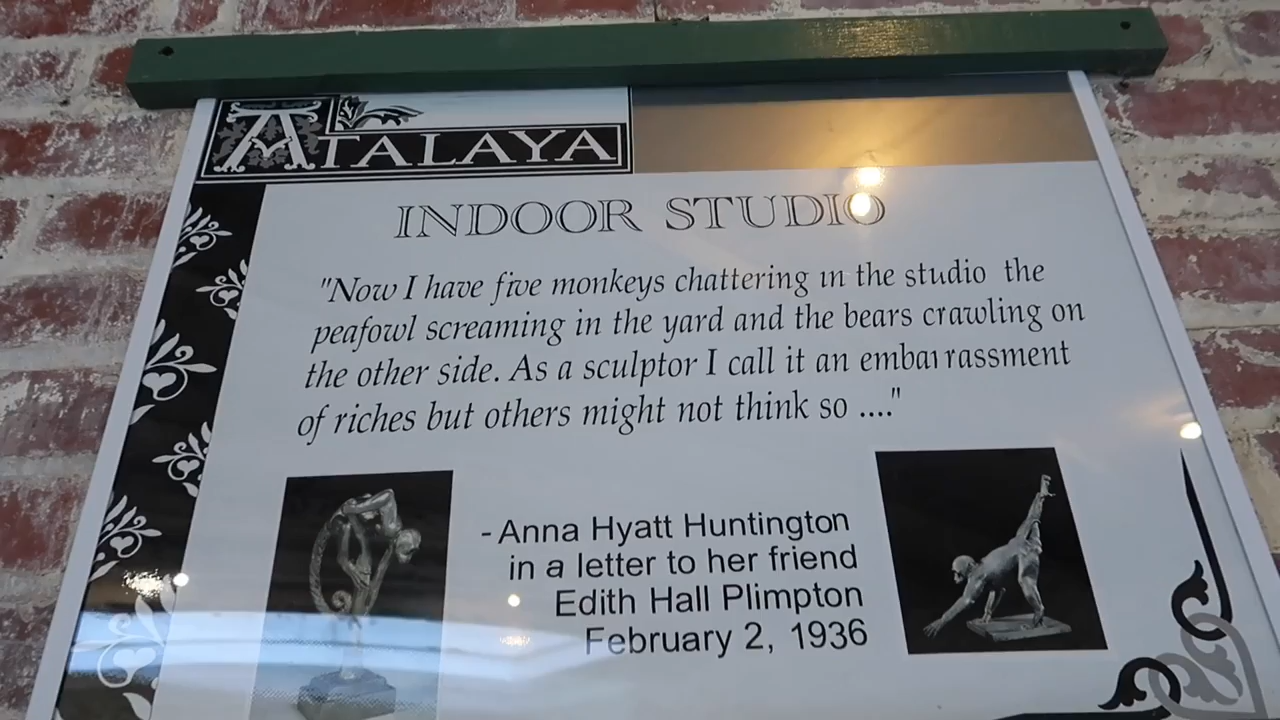 ATALAYA
INDOOR STUDIO
"Now I have five monkeys chattering in the studio the
peafowl screaming in the yard and the bears crawling on
the other side. As a sculptor I call it an embarrassment
of riches but others might not think so ...."
- Anna Hyatt Huntington
in a letter to her friend
Edith Hall Plimpton
February 2, 1936